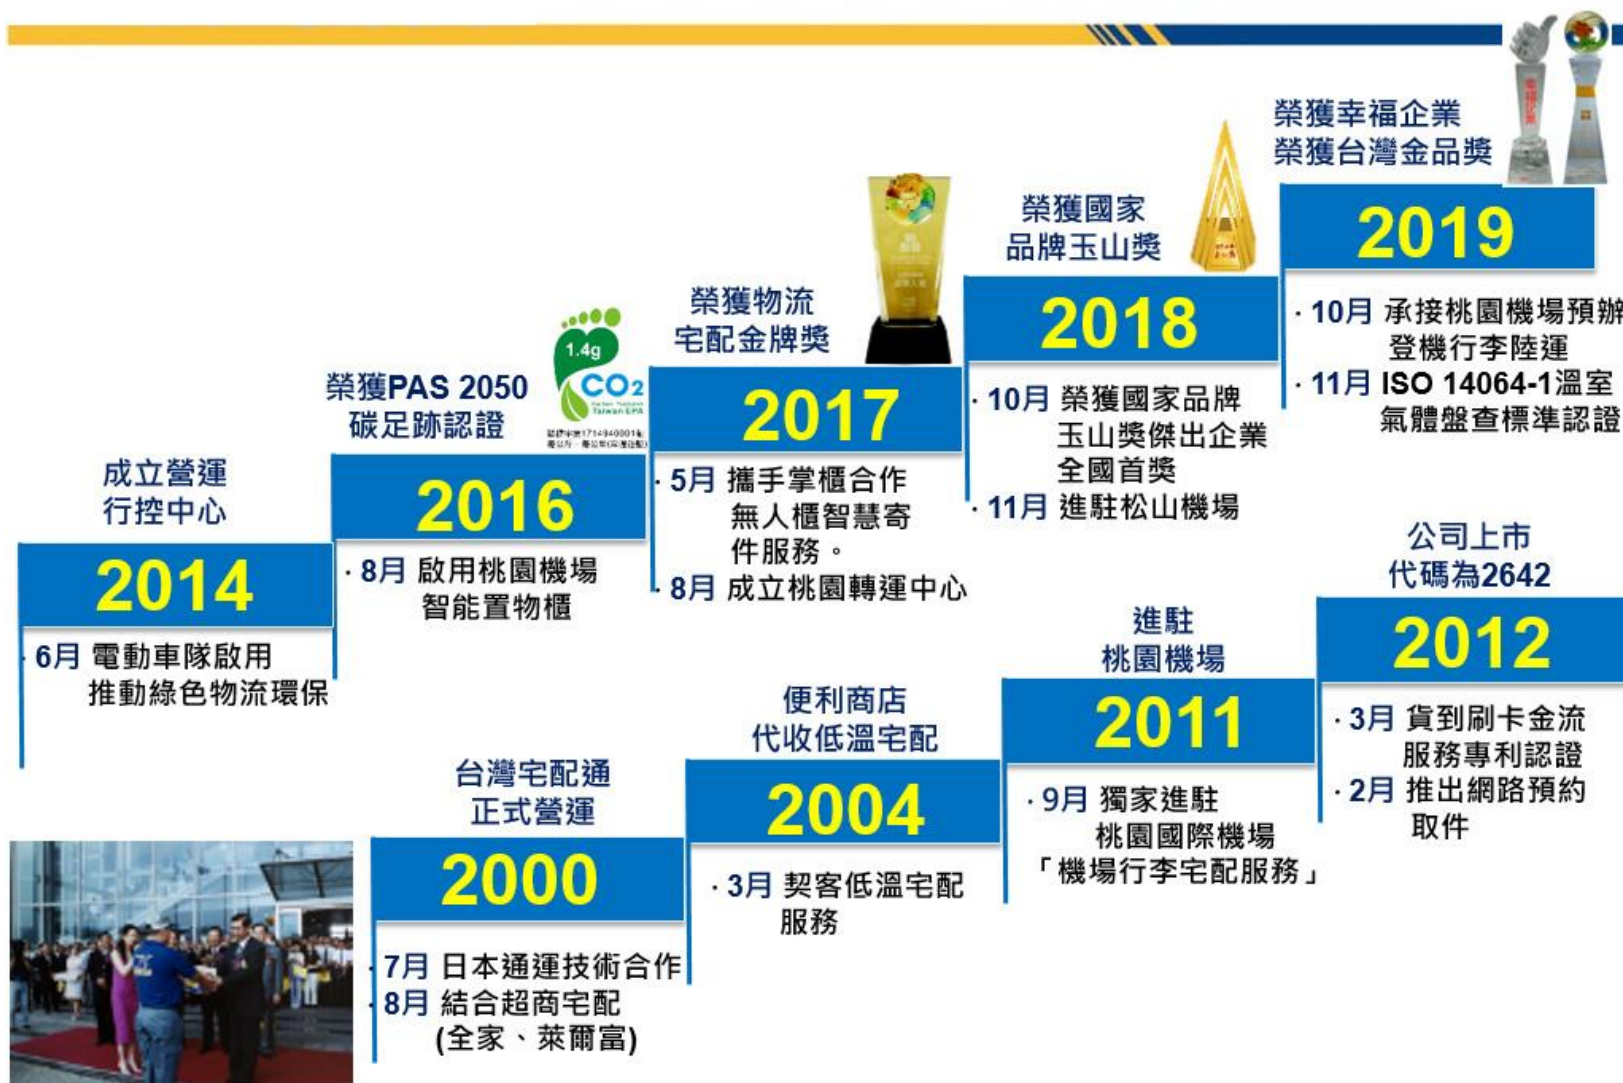 榮獲幸福企業
榮獲台灣金品獎
2019
· 10月 承接桃園機場預辦
登機行李陸運
· 11月 ISO 14064-1溫室
氣體盤查標準認證
榮獲國家
品牌玉山獎
2018
· 10月 榮獲國家品牌
玉山獎傑出企業
全國首獎
· 11月 進駐松山機場
榮獲物流
宅配金牌獎
2017
· 5月 攜手掌櫃合作
無人櫃智慧寄
件服務。
· 8月 成立桃園轉運中心
榮獲PAS 2050
碳足跡認證
1.4g
CO2
Taiwan EPA
2016
· 8月 啟用桃園機場
智能置物櫃
成立營運
行控中心
2014
· 6月 電動車隊啟用
推動綠色物流環保
公司上市
代碼為2642
2012
· 3月 貨到刷卡金流
服務專利認證
· 2月 推出網路預約
取件
進駐
桃園機場
2011
· 9月 獨家進駐
桃園國際機場
「機場行李宅配服務」
便利商店
代收低溫宅配
2004
· 3月 契客低溫宅配
服務
台灣宅配通
正式營運
2000
· 7月 日本通運技術合作
· 8月 結合超商宅配
(全家、萊爾富)